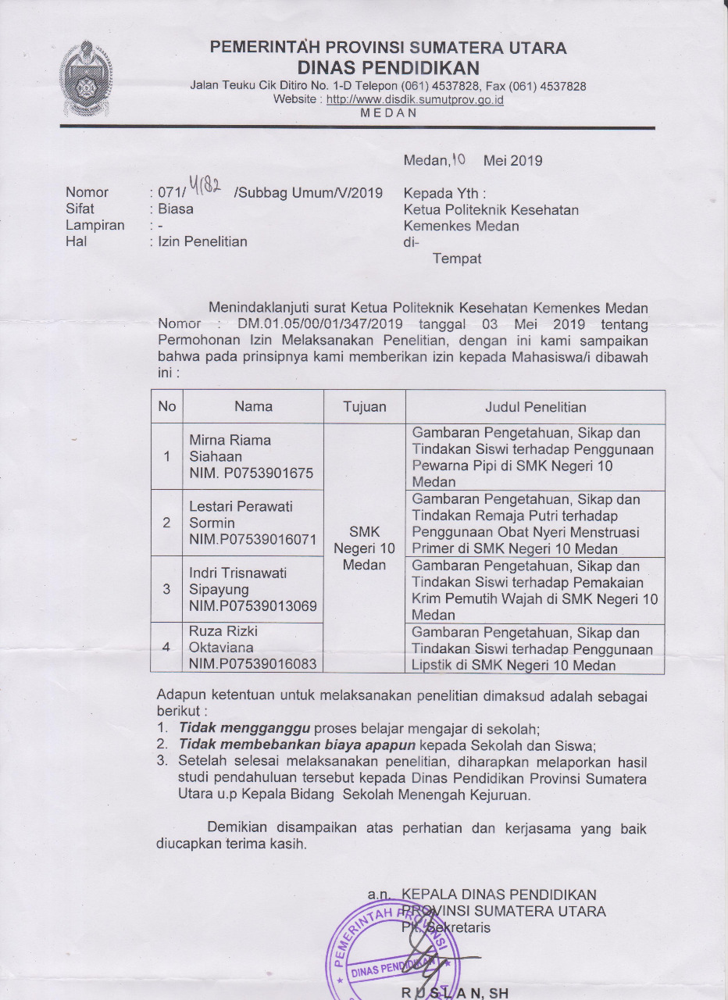 PEMERINTAH PROVINSI SUMATERA UTARA
DINAS PENDIDIKAN
Jalan Teuku Cik Ditiro No. 1-D Telepon (061) 4537828, Fax (061) 4537828
Website : http://www.disdik.sumutprov.go.id
M E D A N
Medan, 10 Mei 2019
Nomor : 071/ 4182 /Subbag Umum/V/2019
Sifat : Biasa
Lampiran : -
Hal : Izin Penelitian
Kepada Yth :
Ketua Politeknik Kesehatan
Kemenkes Medan
di-
Tempat
Menindaklanjuti surat Ketua Politeknik Kesehatan Kemenkes Medan
Nomor : DM.01.05/00/01/347/2019 tanggal 03 Mei 2019 tentang
Permohonan Izin Melaksanakan Penelitian, dengan ini kami sampaikan
bahwa pada prinsipnya kami memberikan izin kepada Mahasiswa/i dibawah
ini :
No Nama Tujuan Judul Penelitian
1
Mirna Riama
Siahaan
NIM. P0753901675
Gambaran Pengetahuan, Sikap dan
Tindakan Siswi terhadap Penggunaan
Pewarna Pipi di SMK Negeri 10
Medan
2
Lestari Perawati
Sormin
NIM.P07539016071
SMK
Negeri 10
Medan
Gambaran Pengetahuan, Sikap dan
Tindakan Remaja Putri terhadap
Penggunaan Obat Nyeri Menstruasi
Primer di SMK Negeri 10 Medan
3
Indri Trisnawati
Sipayung
NIM.P07539013069
Gambaran Pengetahuan, Sikap dan
Tindakan Siswi terhadap Pemakaian
Krim Pemutih Wajah di SMK Negeri 10
Medan
4
Ruza Rizki
Oktaviana
NIM.P07539016083
Gambaran Pengetahuan, Sikap dan
Tindakan Siswi terhadap Penggunaan
Lipstik di SMK Negeri 10 Medan
Adapun ketentuan untuk melaksanakan penelitian dimaksud adalah sebagai
berikut :
1. Tidak mengganggu proses belajar mengajar di sekolah;
2. Tidak membebankan biaya apapun kepada Sekolah dan Siswa;
3. Setelah selesai melaksanakan penelitian, diharapkan melaporkan hasil
studi pendahuluan tersebut kepada Dinas Pendidikan Provinsi Sumatera
Utara u.p Kepala Bidang Sekolah Menengah Kejuruan.
Demikian disampaikan atas perhatian dan kerjasama yang baik
diucapkan terima kasih.
a.n. KEPALA DINAS PENDIDIKAN
PROVINSI SUMATERA UTARA
Plt. Sekretaris
PEMERINTAH PROVINSI
DINAS PENDIDIKAN
R U S L A N, SH